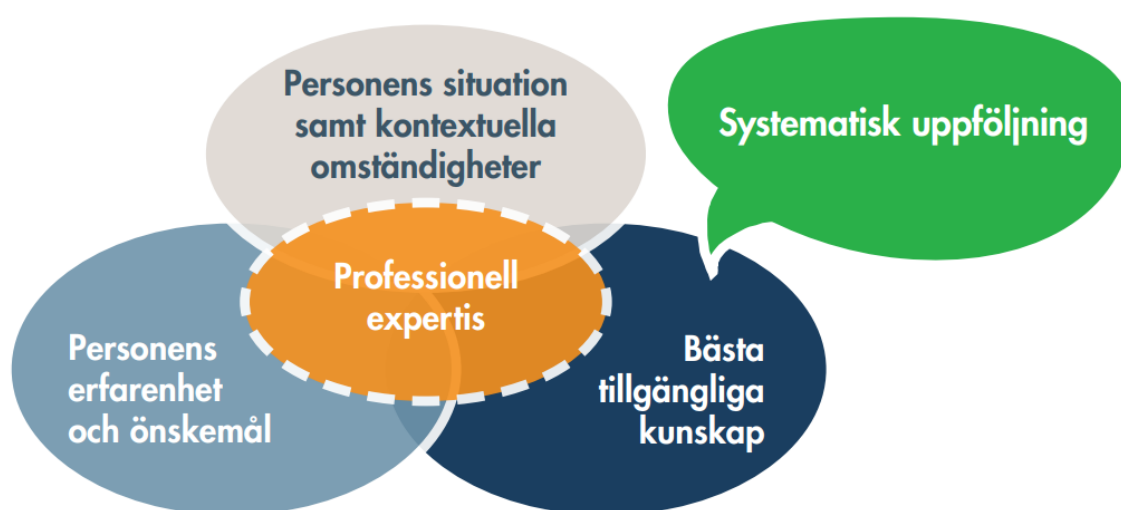 Personens situation
samt kontextuella
omständigheter
Systematisk uppföljning
Professionell
expertis
Personens
erfarenhet
och önskemål
Bästa
tillgängliga
kunskap